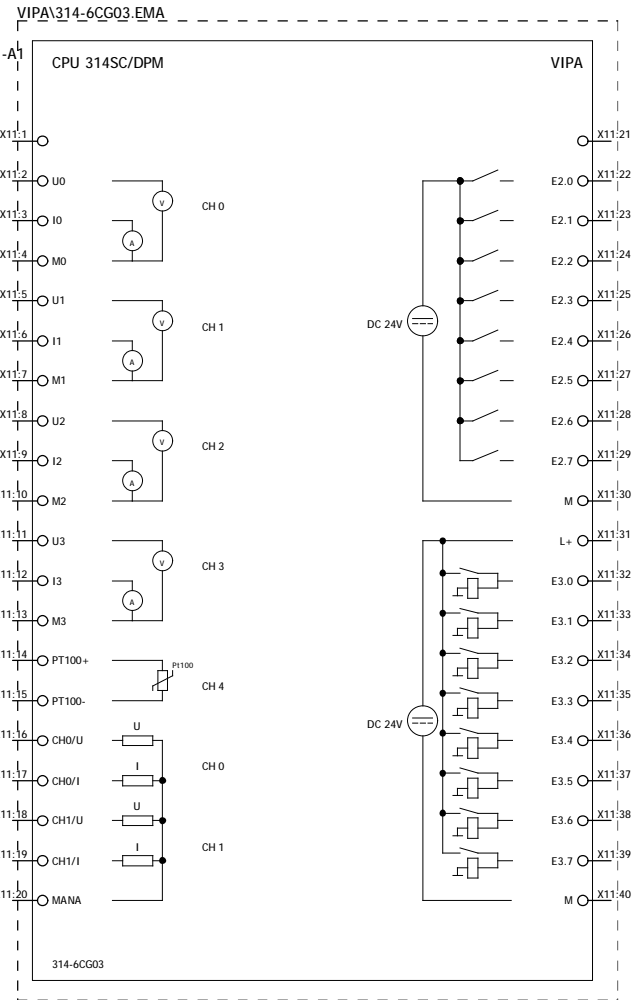 VIPA\314-6CG03.EMA
-A1
CPU 314SC/DPM
VIPA
X11:1
X11:21
X11:2 U0
E2.0 X11:22
X11:3 I0
CH 0
E2.1 X11:23
X11:4 M0
E2.2 X11:24
X11:5 U1
E2.3 X11:25
X11:6 I1
CH 1
DC 24V
E2.4 X11:26
X11:7 M1
E2.5 X11:27
X11:8 U2
E2.6 X11:28
X11:9 I2
CH 2
E2.7 X11:29
11:10 M2
M X11:30
11:11 U3
L+ X11:31
11:12 I3
CH 3
E3.0 X11:32
11:13 M3
E3.1 X11:33
11:14 PT100+
Pt100
E3.2 X11:34
CH 4
11:15 PT100-
E3.3 X11:35
DC 24V
11:16 CH0/U
U
E3.4 X11:36
CH 0
11:17 CH0/I
I
E3.5 X11:37
11:18 CH1/U
U
E3.6 X11:38
CH 1
11:19 CH1/I
I
E3.7 X11:39
11:20 MANA
M X11:40
V
A
V
A
V
A
V
A
314-6CG03